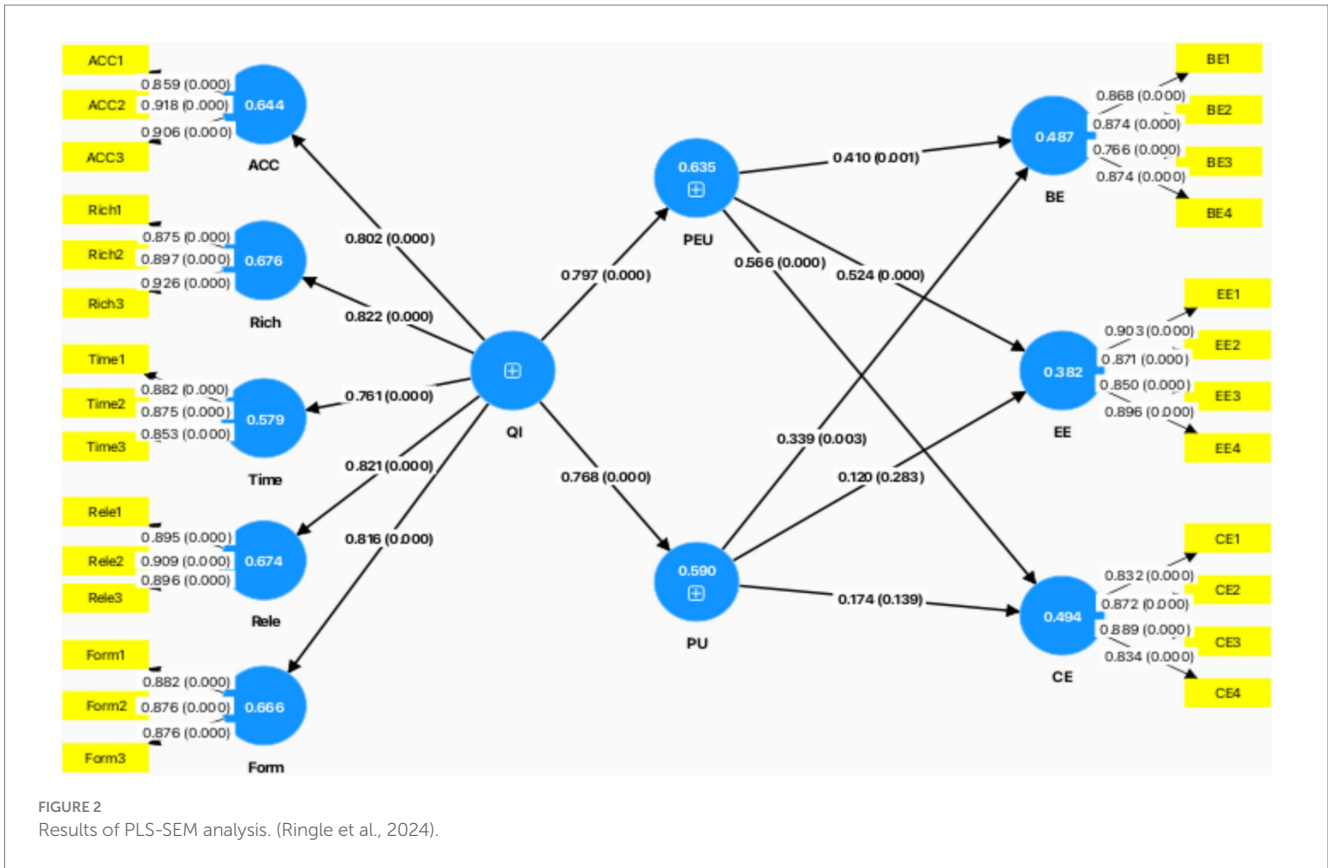 ACC1
0.859 (0.000)
ACC2
0.918 (0.000)
0.906 (0.000)
ACC3
0.644
ACC
Rich1
0.875 (0.000)
Rich2
0.897 (0.000)
0.926 (0.000)
Rich3
0.676
Rich
Time1
0.882 (0.000)
Time2
0.875 (0.000)
0.853 (0.000)
Time3
0.579
Time
Rele1
0.895 (0.000)
Rele2
0.909 (0.000)
0.896 (0.000)
Rele3
0.674
Rele
Form1
0.882 (0.000)
Form2
0.876 (0.000)
0.876 (0.000)
Form3
0.666
Form
0.802 (0.000)
0.822 (0.000)
0.761 (0.000)
0.821 (0.000)
0.816 (0.000)
QI
0.797 (0.000)
0.768 (0.000)
0.635
PEU
0.590
PU
0.410 (0.001)
0.566 (0.000)
0.524 (0.000)
0.339 (0.003)
0.120 (0.283)
0.174 (0.139)
0.487
BE
BE1
0.868 (0.000)
BE2
0.874 (0.000)
0.766 (0.000)
BE3
0.874 (0.000)
BE4
0.382
EE
EE1
0.903 (0.000)
EE2
0.871 (0.000)
0.850 (0.000)
EE3
0.896 (0.000)
EE4
0.494
CE
CE1
0.832 (0.000)
CE2
0.872 (0.000)
0.889 (0.000)
CE3
0.834 (0.000)
CE4
FIGURE 2
Results of PLS-SEM analysis. (Ringle et al., 2024).